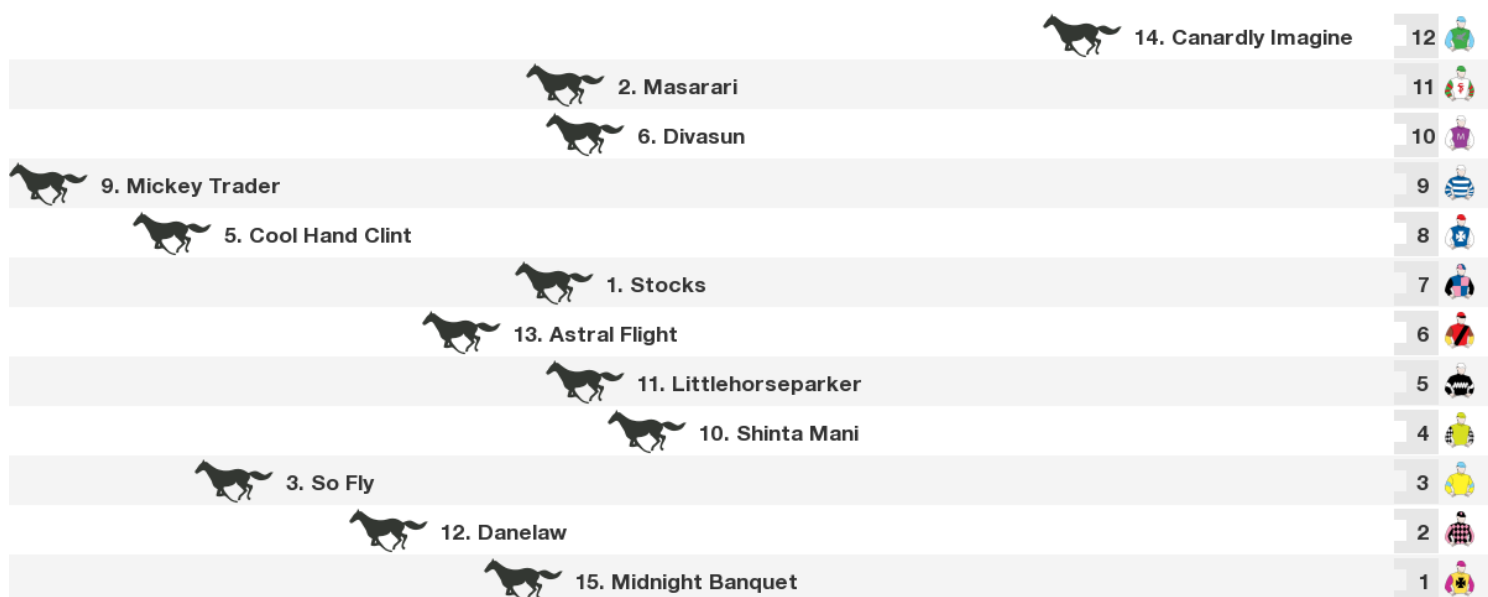 14. Canardly Imagine 12
2. Masarari 11
6. Divasun 10
M
9. Mickey Trader 9
5. Cool Hand Clint 8
1. Stocks 7
13. Astral Flight 6
11. Littlehorseparker 5
10. Shinta Mani 4
3. So Fly 3
12. Danelaw 2
15. Midnight Banquet 1